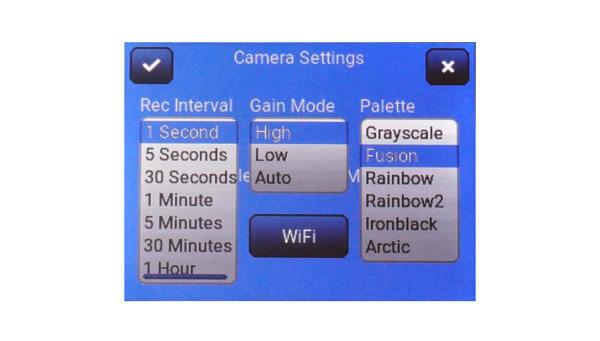 Camera Settings
Rec Interval
1 Second
5 Seconds
30 Seconds
1 Minute
5 Minutes
30 Minutes
1 Hour
Gain Mode
High
Low
Auto
WiFi
Palette
Grayscale
Fusion
Rainbow
Rainbow2
Ironblack
Arctic